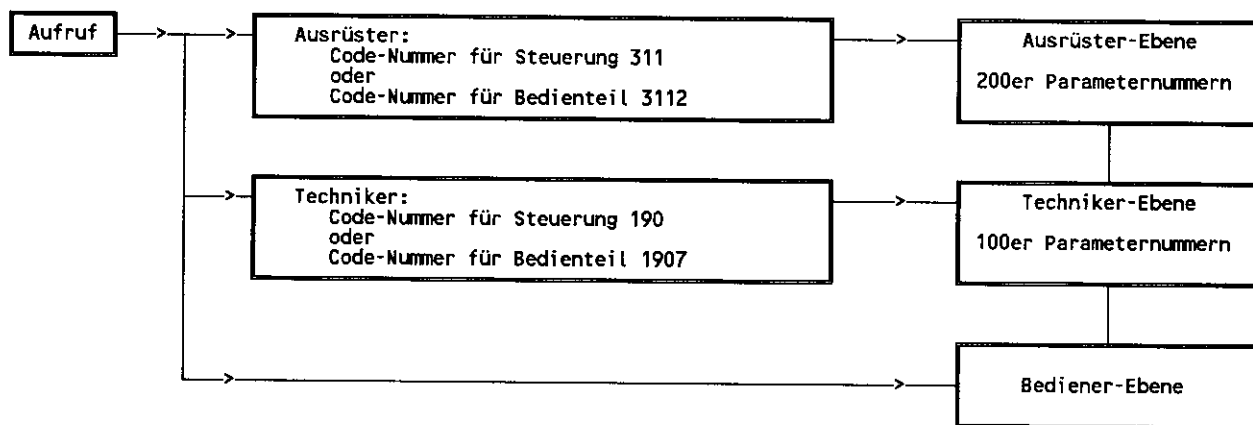 Aufruf
Ausrüster:
Code-Nummer für Steuerung 311
oder
Code-Nummer für Bedienteil 3112
Ausrüster-Ebene
200er Parameternummern
Techniker:
Code-Nummer für Steuerung 190
oder
Code-Nummer für Bedienteil 1907
Techniker-Ebene
100er Parameternummern
Bediener-Ebene